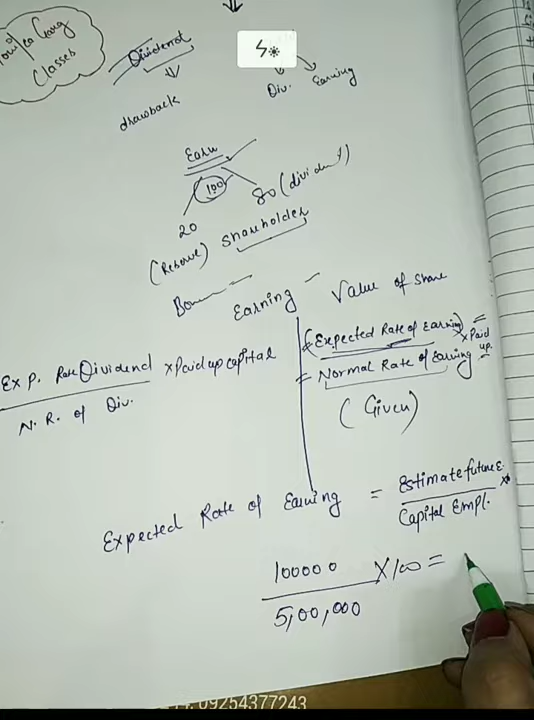 Classes
Dividend
drawback
Div. Earning
Earn
100
20 80 (dividend)
(Reserve) Shareholder
Earning - Value of Share
Exp. Rate Dividend × Paid up capital
N. R. of Div.
(Expected Rate of Earning) × Paid up.
= Normal Rate of Earning
(Given)
Expected Rate of Earning = Estimate future E.
Capital Empl.
100000 × 100 =
5,00,000
09254377243